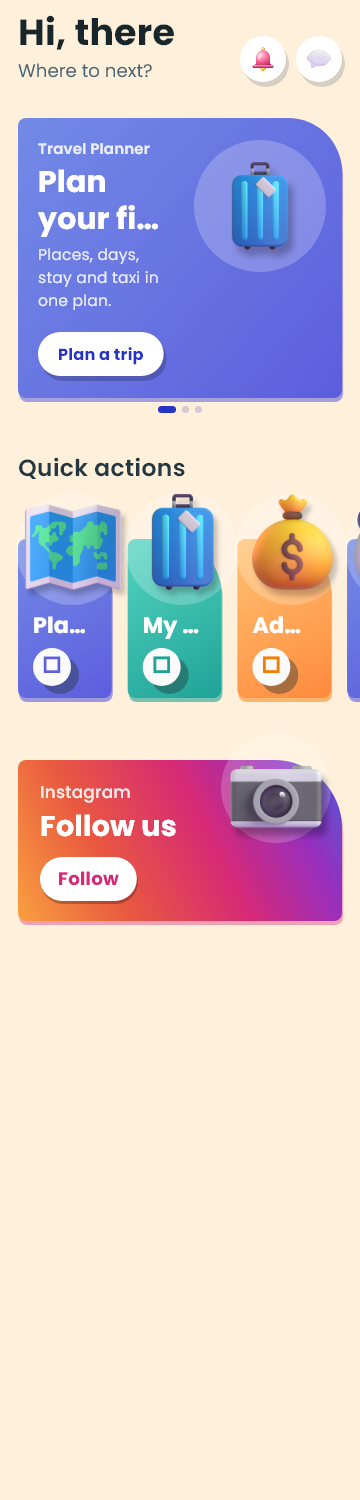 Hi, there
Where to next?
Travel Planner
Plan
your fi...
Places, days,
stay and taxi in
one plan.
Plan a trip
Quick actions
Pla...
My ...
Ad...
Instagram
Follow us
Follow